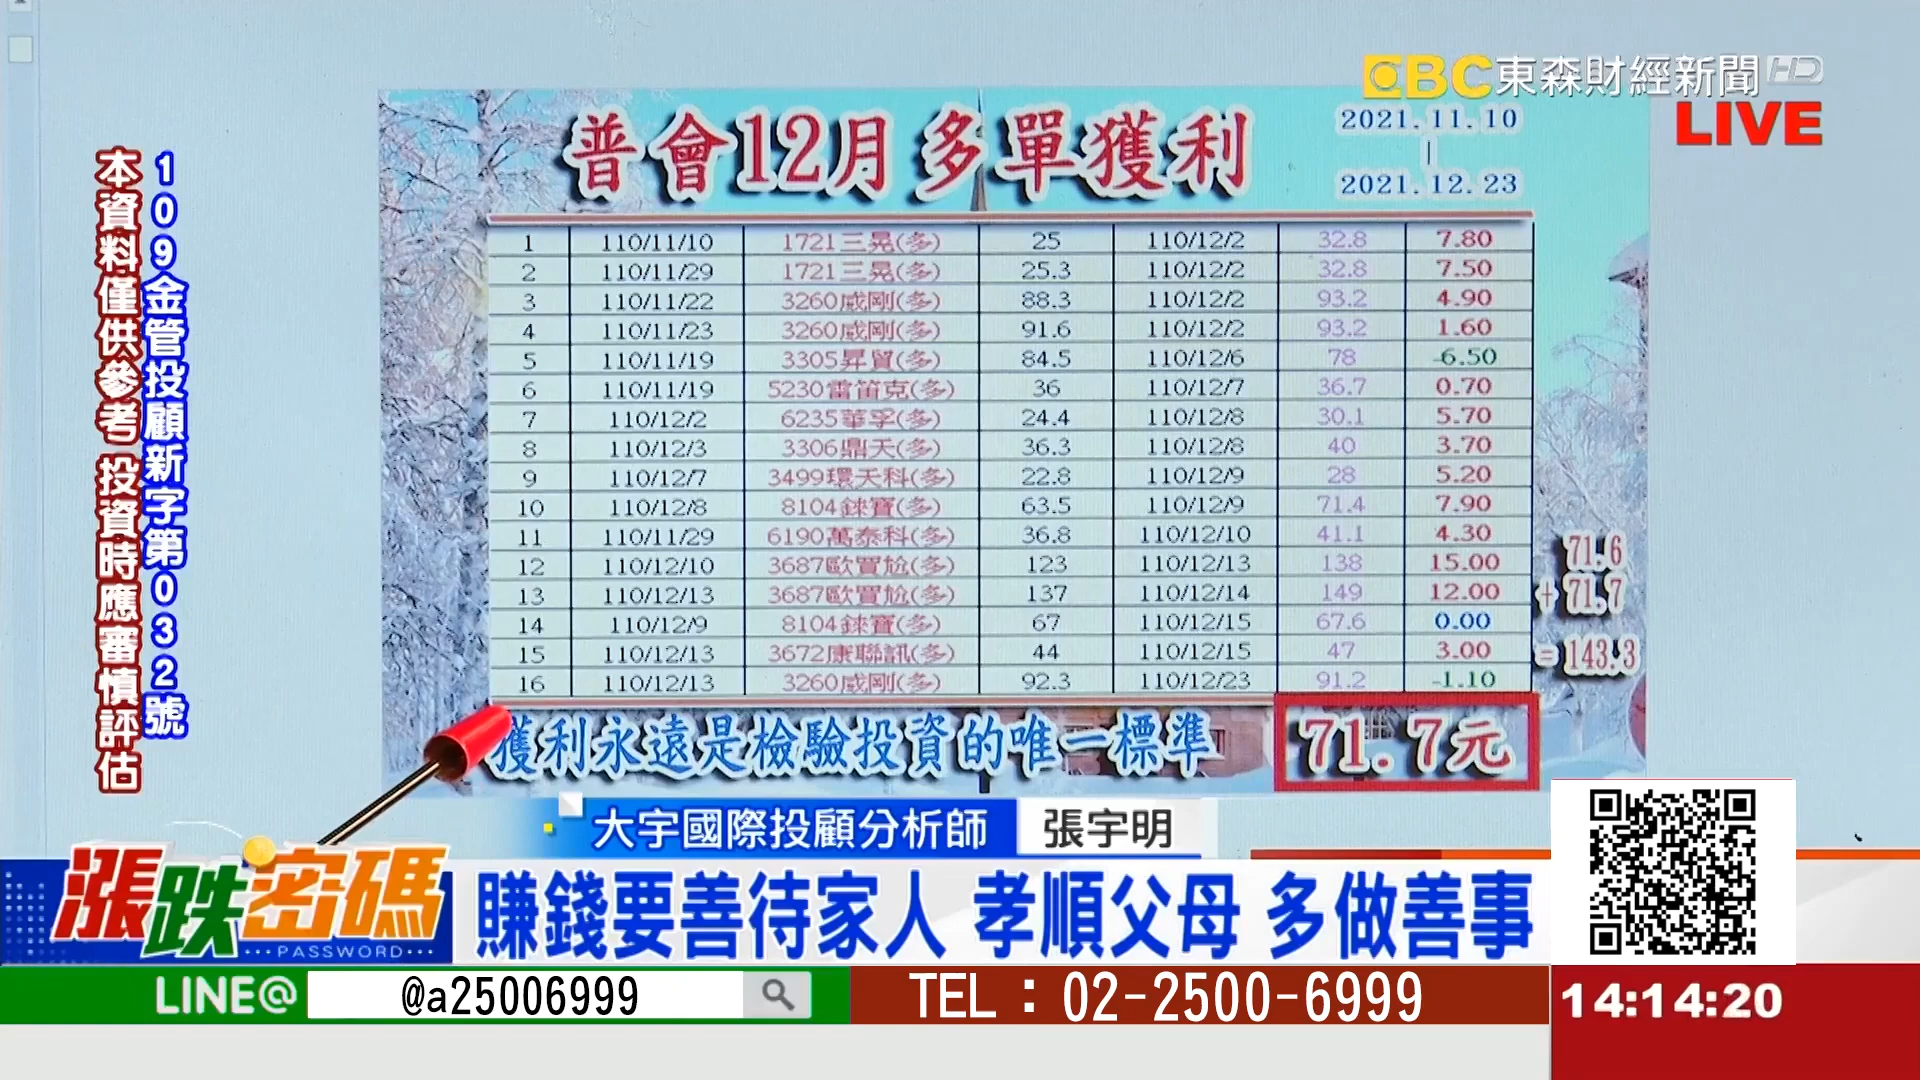 EBC東森財經新聞HD
LIVE
109金管投顧新字第032號
本資料僅供參考 投資時應審慎評估
普會12月多單獲利
2021.11.10
|
2021.12.23
1 110/11/10 1721三晃(多) 25 110/12/2 32.8 7.80
2 110/11/29 1721三晃(多) 25.3 110/12/2 32.8 7.50
3 110/11/22 3260威剛(多) 88.3 110/12/2 93.2 4.90
4 110/11/23 3260威剛(多) 91.6 110/12/2 93.2 1.60
5 110/11/19 3305昇貿(多) 84.5 110/12/6 78 -6.50
6 110/11/19 5230雷笛克(多) 36 110/12/7 36.7 0.70
7 110/12/2 6235華孚(多) 24.4 110/12/8 30.1 5.70
8 110/12/3 3306鼎天(多) 36.3 110/12/8 40 3.70
9 110/12/7 3499環天科(多) 22.8 110/12/9 28 5.20
10 110/12/8 8104錸寶(多) 63.5 110/12/9 71.4 7.90
11 110/11/29 6190萬泰科(多) 36.8 110/12/10 41.1 4.30
12 110/12/10 3687歐買尬(多) 123 110/12/13 138 15.00
13 110/12/13 3687歐買尬(多) 137 110/12/14 149 12.00
14 110/12/9 8104錸寶(多) 67 110/12/15 67.6 0.00
15 110/12/13 3672康聯訊(多) 44 110/12/15 47 3.00
16 110/12/13 3260威剛(多) 92.3 110/12/23 91.2 -1.10
71.6
+71.7
=143.3
獲利永遠是檢驗投資的唯一標準 71.7元
大宇國際投顧分析師 張宇明
漲跌密碼
PASSWORD
賺錢要善待家人 孝順父母 多做善事
LINE@ @a25006999 TEL：02-2500-6999
14:14:20